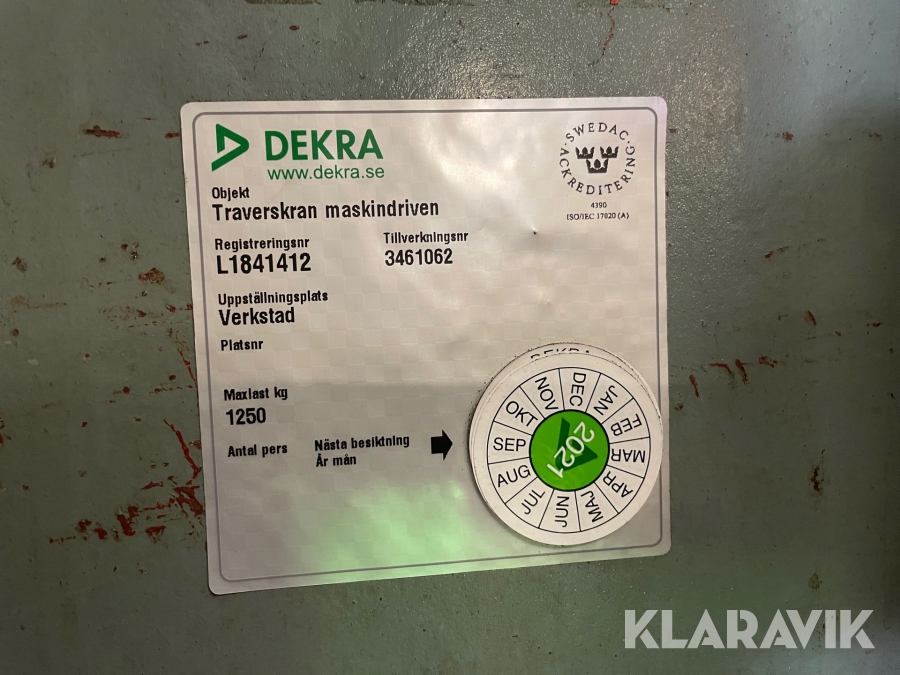 DEKRA
www.dekra.se
SWEDAC
ACKREDITERING
4390
ISO/IEC 17020 (A)
Objekt
Traverskran maskindriven
Registreringsnr
L1841412
Tillverkningsnr
3461062
Uppställningsplats
Verkstad
Platsnr
Maxlast kg
1250
Antal pers
Nästa besiktning
År mån
DEKRA
JAN
FEB
MAR
APR
MAJ
JUN
JUL
AUG
SEP
OKT
NOV
DEC
2021
KLARAVIK